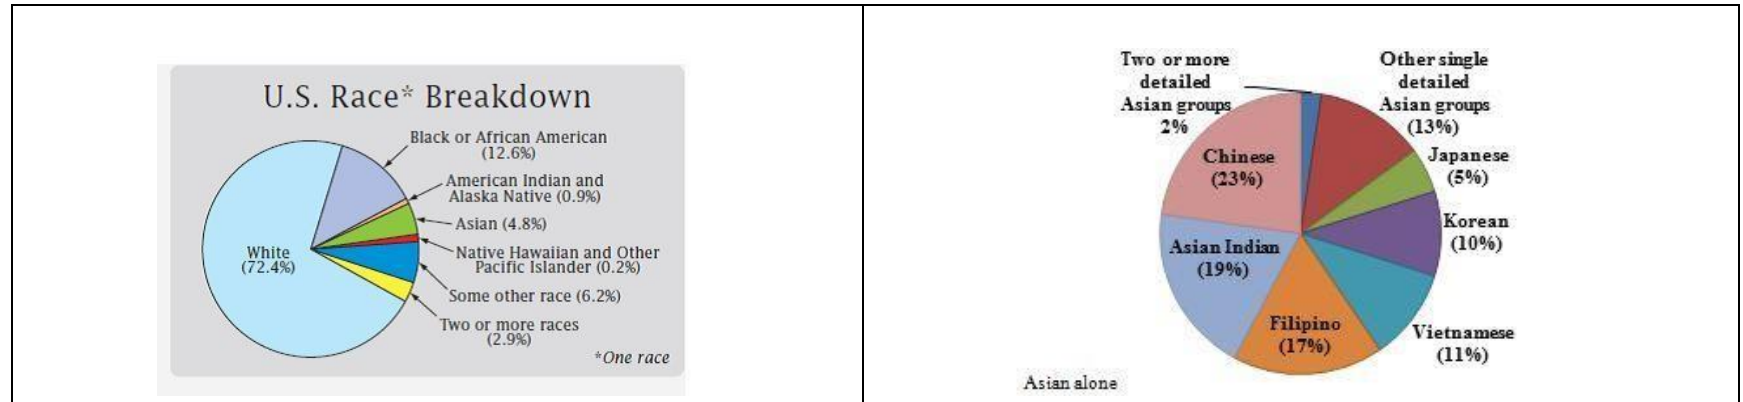 U.S. Race* Breakdown
Black or African American
(12.6%)
American Indian and
Alaska Native (0.9%)
Asian (4.8%)
White
(72.4%)
Native Hawaiian and Other
Pacific Islander (0.2%)
Some other race (6.2%)
Two or more races
(2.9%)
*One race
Two or more
detailed
Asian groups
2%
Other single
detailed
Asian groups
(13%)
Chinese
(23%)
Japanese
(5%)
Korean
(10%)
Asian Indian
(19%)
Filipino
(17%)
Vietnamese
(11%)
Asian alone